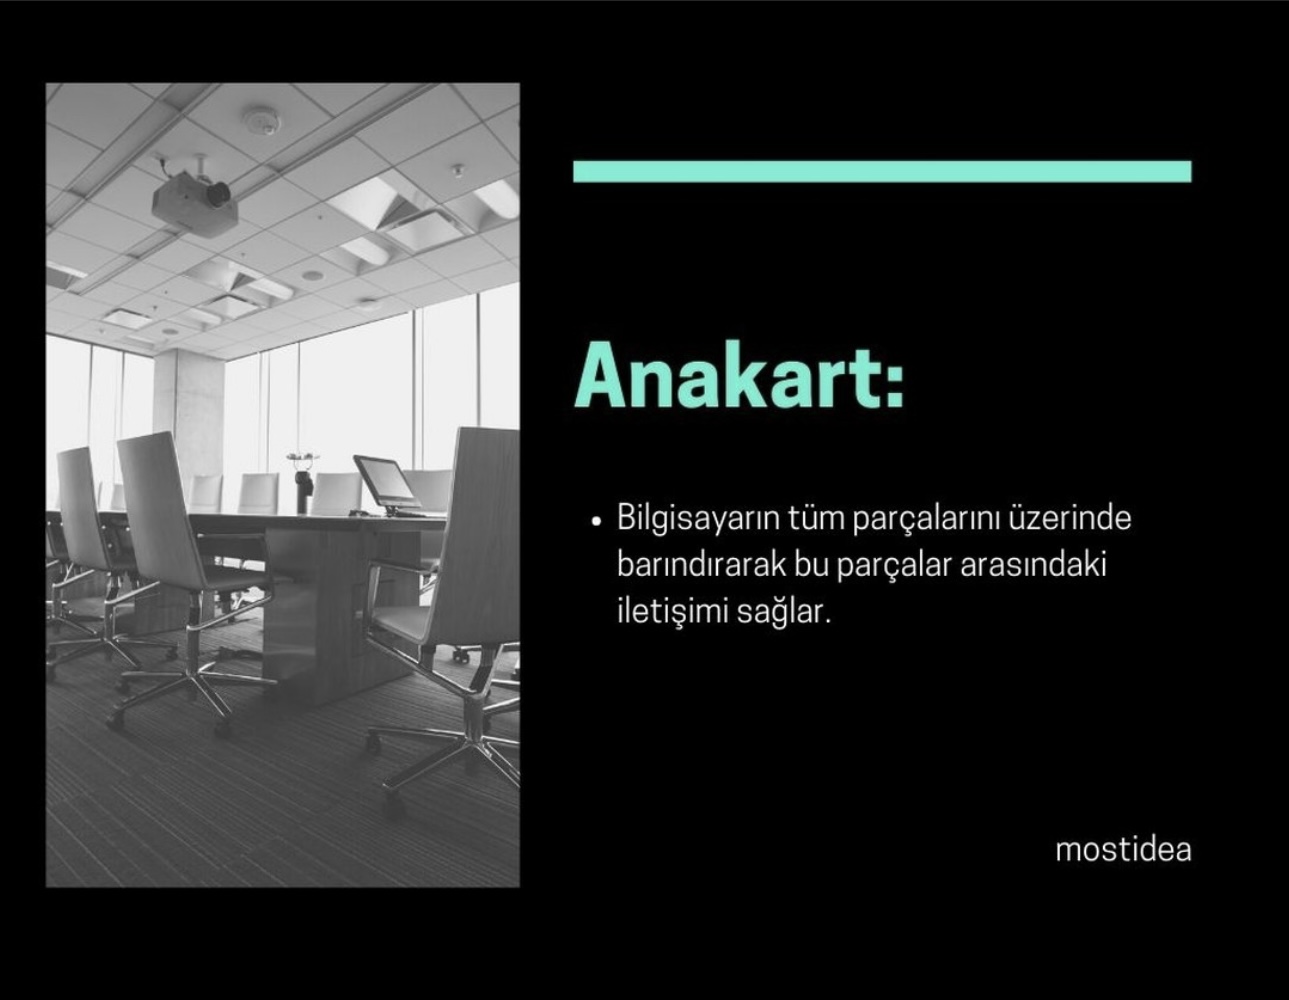 Anakart:
• Bilgisayarın tüm parçalarını üzerinde
barındırarak bu parçalar arasındaki
iletişimi sağlar.
mostidea